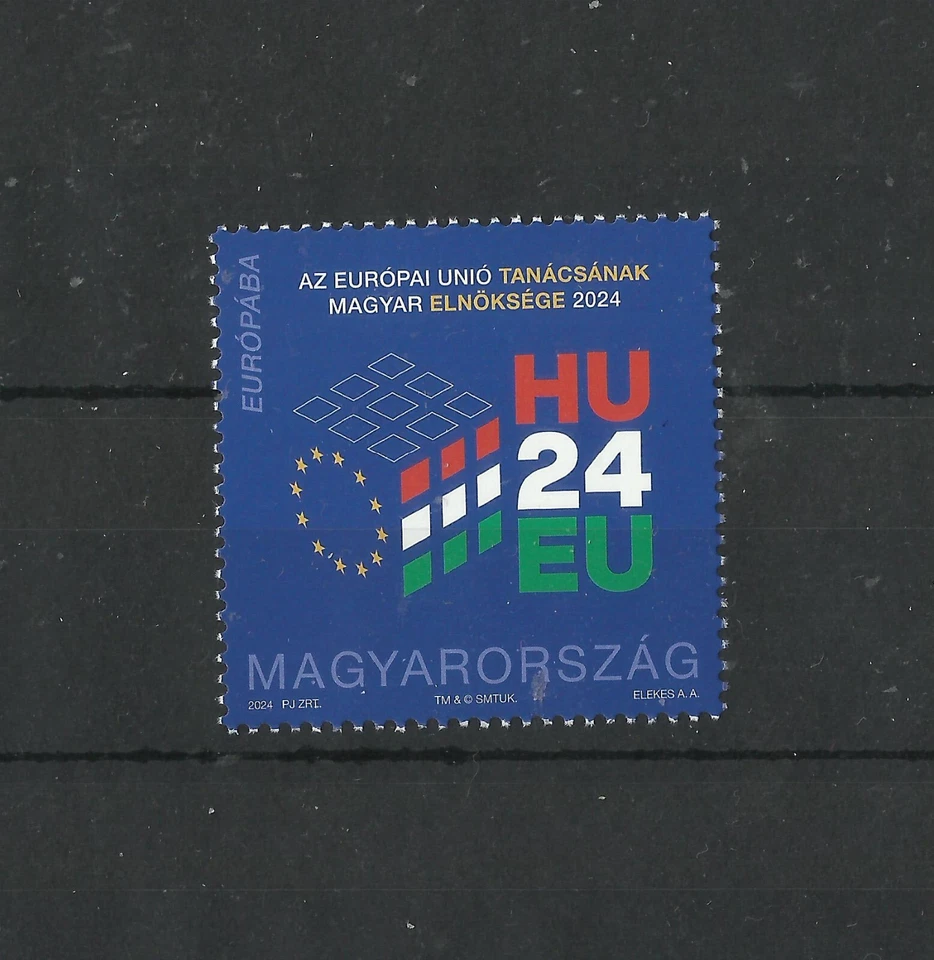 EURÓPÁBA
AZ EURÓPAI UNIÓ TANÁCSÁNAK
MAGYAR ELNÖKSÉGE 2024
HU
24
EU
MAGYARORSZÁG
2024 PJ ZRT.
TM & © SMTUK.
ELEKES A. A.